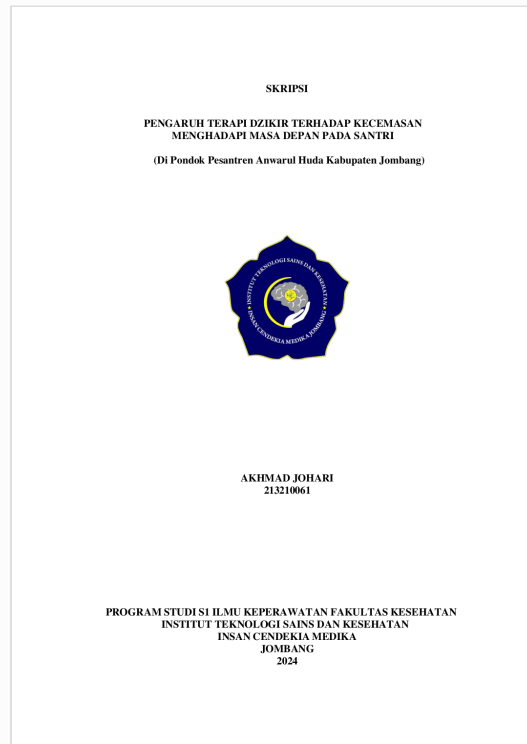 SKRIPSI
PENGARUH TERAPI DZIKIR TERHADAP KECEMASAN
MENGHADAPI MASA DEPAN PADA SANTRI
(Di Pondok Pesantren Anwarul Huda Kabupaten Jombang)
INSTITUT TEKNOLOGI SAINS DAN KESEHATAN
INSAN CENDEKIA MEDIKA JOMBANG
AKHMAD JOHARI
213210061
PROGRAM STUDI S1 ILMU KEPERAWATAN FAKULTAS KESEHATAN
INSTITUT TEKNOLOGI SAINS DAN KESEHATAN
INSAN CENDEKIA MEDIKA
JOMBANG
2024